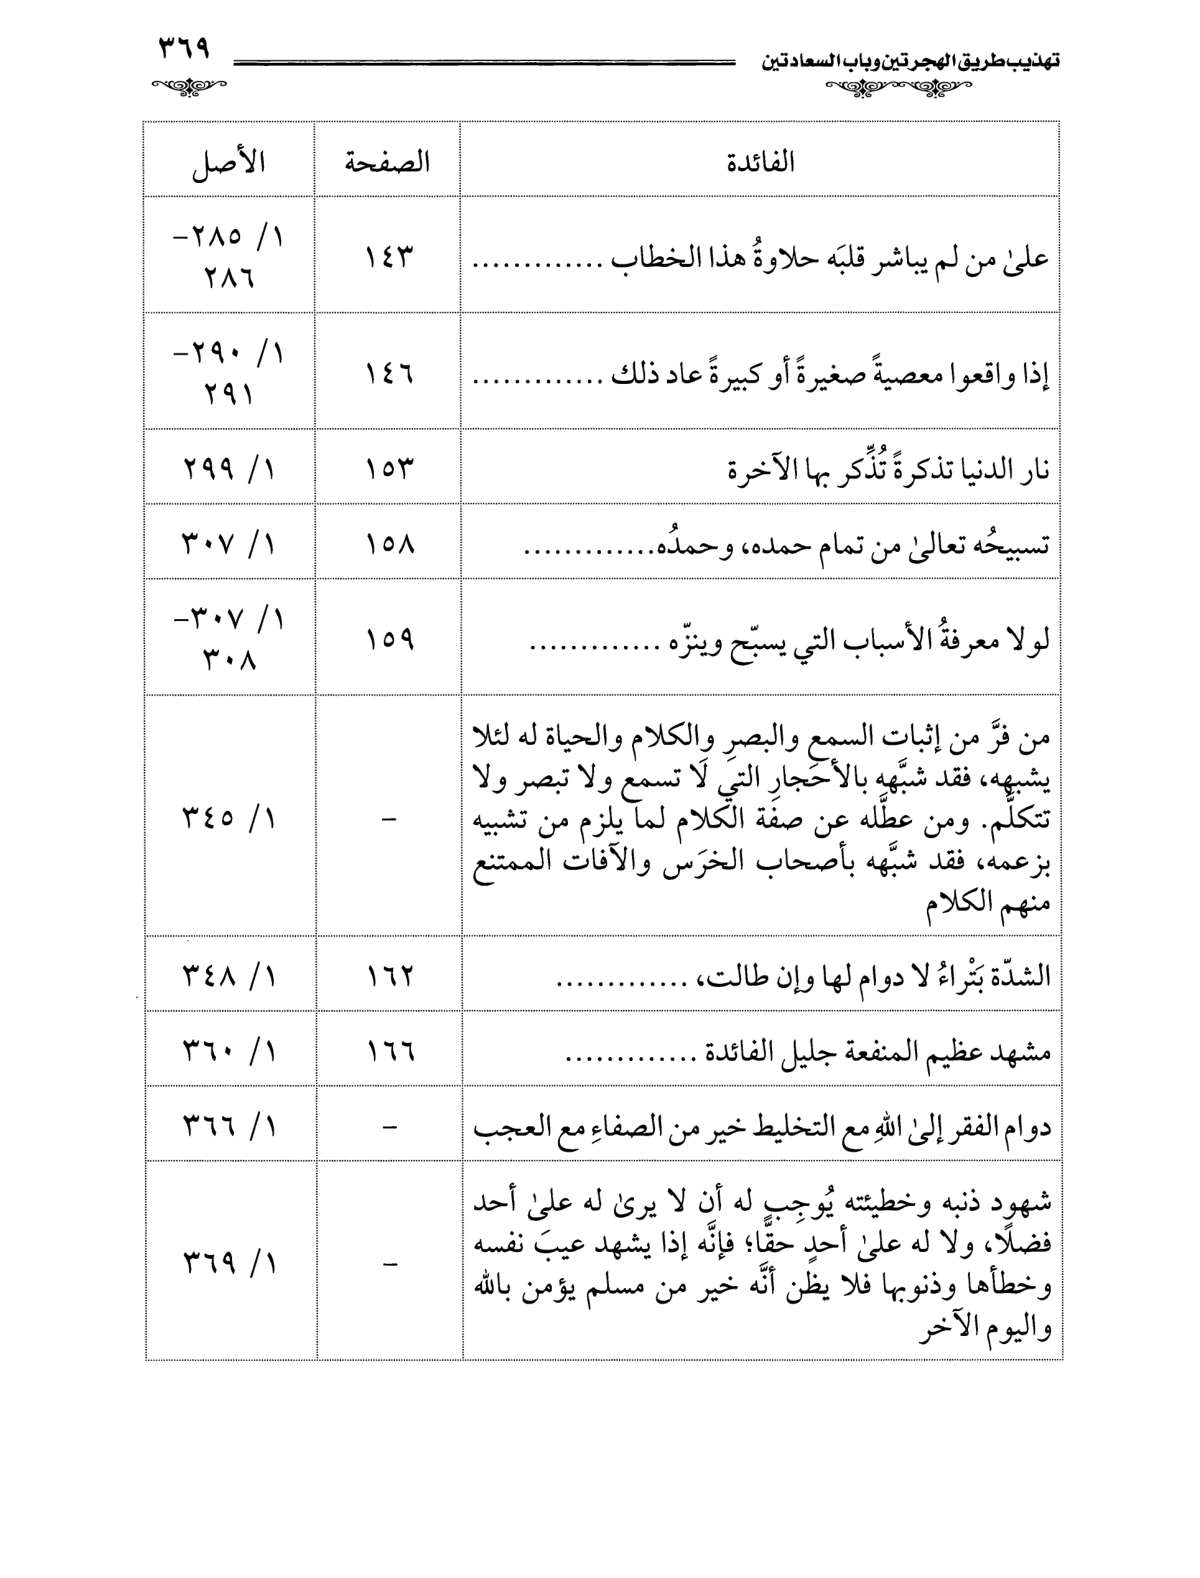 تهذيب طريق الهجرتين وباب السعادتين
٣٦٩
الفائدة
الصفحة
الأصل
علىٰ من لم يباشر قلبَه حلاوةُ هذا الخطاب .............
١٤٣
١/ ٢٨٥–
٢٨٦
إذا واقعوا معصيةً صغيرةً أو كبيرةً عاد ذلك .............
١٤٦
١/ ٢٩٠–
٢٩١
نار الدنيا تذكرةً تُذِّكر بها الآخرة
١٥٣
١/ ٢٩٩
تسبيحُه تعالىٰ من تمام حمده، وحمدُه.............
١٥٨
١/ ٣٠٧
لولا معرفةُ الأسباب التي يسبّح وينزّه .............
١٥٩
١/ ٣٠٧–
٣٠٨
من فرَّ من إثبات السمعِ والبصرِ والكلامِ والحياة له لئلا
يشبهه، فقد شبَّهه بالأحجارِ التي لا تسمع ولا تبصر ولا
تتكلَّم. ومن عطَّله عن صفة الكلام لما يلزم من تشبيه
بزعمه، فقد شبَّهه بأصحاب الخرَس والآفات الممتنع
منهم الكلام
–
١/ ٣٤٥
الشدّة بَتْراءُ لا دوام لها وإن طالت، .............
١٦٢
١/ ٣٤٨
مشهد عظيم المنفعة جليل الفائدة .............
١٦٦
١/ ٣٦٠
دوام الفقر إلىٰ اللهِ مع التخليط خير من الصفاءِ مع العجب
–
١/ ٣٦٦
شهود ذنبه وخطيئته يُوجِب له أن لا يرىٰ له علىٰ أحد
فضلًا، ولا له علىٰ أحدٍ حقًّا؛ فإنَّه إذا يشهد عيبَ نفسه
وخطأها وذنوبها فلا يظن أنَّه خير من مسلم يؤمن بالله
واليوم الآخر
–
١/ ٣٦٩